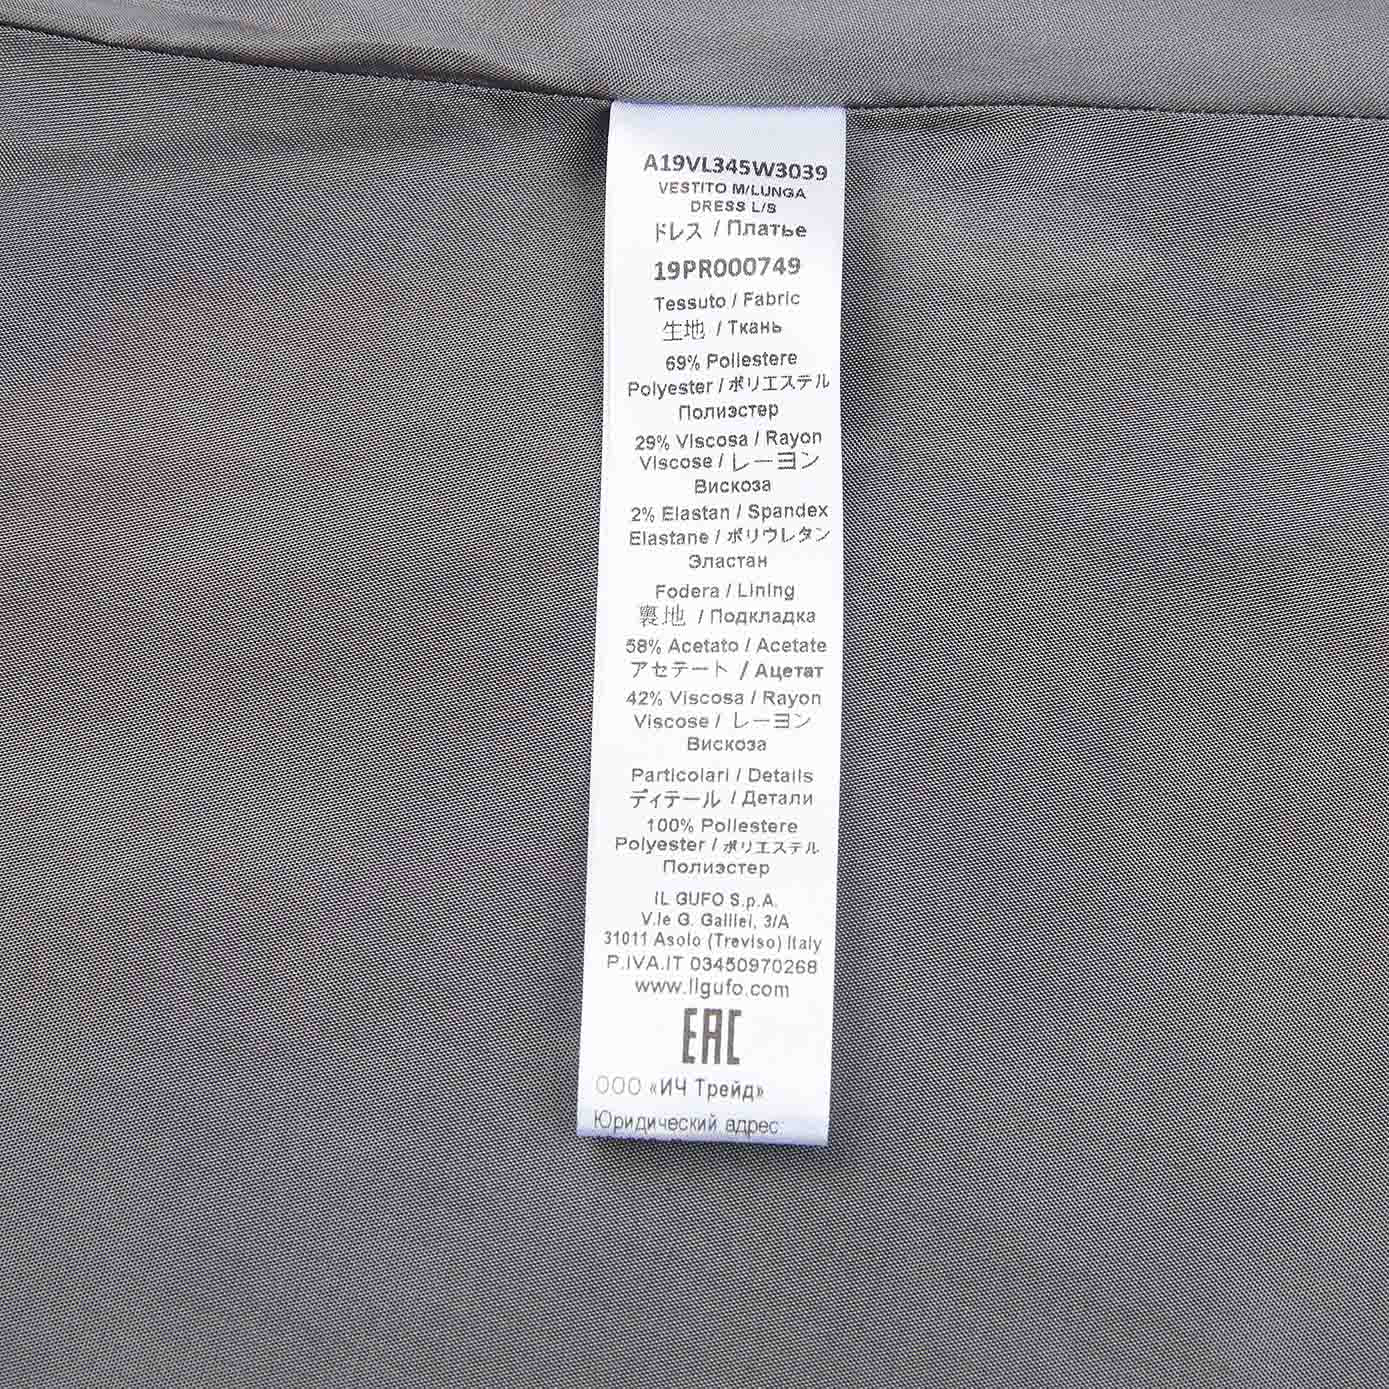 A19VL345W3039
VESTITO M/LUNGA
DRESS L/S
ドレス / Платье
19PR000749
Tessuto / Fabric
生地 / Ткань
69% Poliestere
Polyester / ポリエステル
Полиэстер
29% Viscosa / Rayon
Viscose / レーヨン
Вискоза
2% Elastan / Spandex
Elastane / ポリウレタン
Эластан
Fodera / Lining
裏地 / Подкладка
58% Acetato / Acetate
アセテート / Ацетат
42% Viscosa / Rayon
Viscose / レーヨン
Вискоза
Particolari / Details
ディテール / Детали
100% Poliestere
Polyester / ポリエステル
Полиэстер
IL GUFO S.p.A.
V.le G. Galilei, 3/A
31011 Asolo (Treviso) Italy
P.IVA.IT 03450970268
www.ilgufo.com
EAC
ООО «ИЧ Трейд»
Юридический адрес: